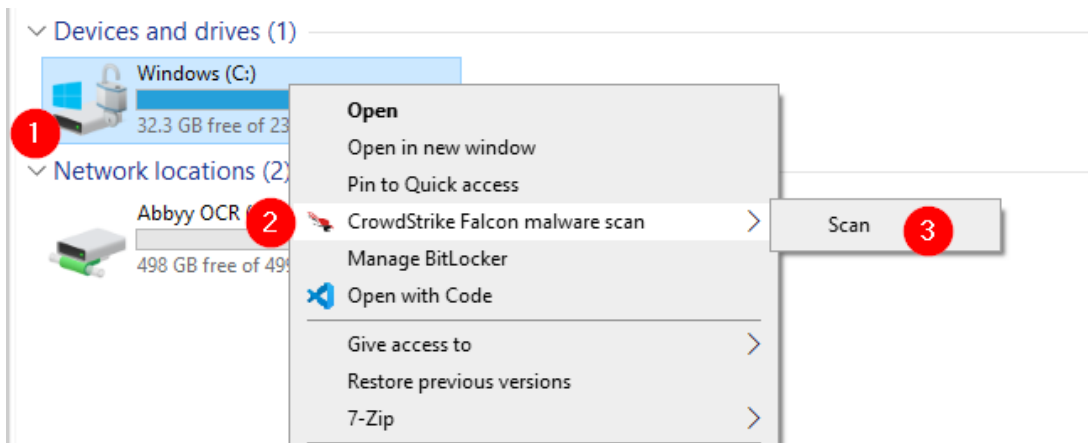 Devices and drives (1)
Windows (C:)
32.3 GB free of 23
1
Network locations (2)
Abbyy OCR (
498 GB free of 499
Open
Open in new window
Pin to Quick access
2
CrowdStrike Falcon malware scan
Scan
3
Manage BitLocker
Open with Code
Give access to
Restore previous versions
7-Zip